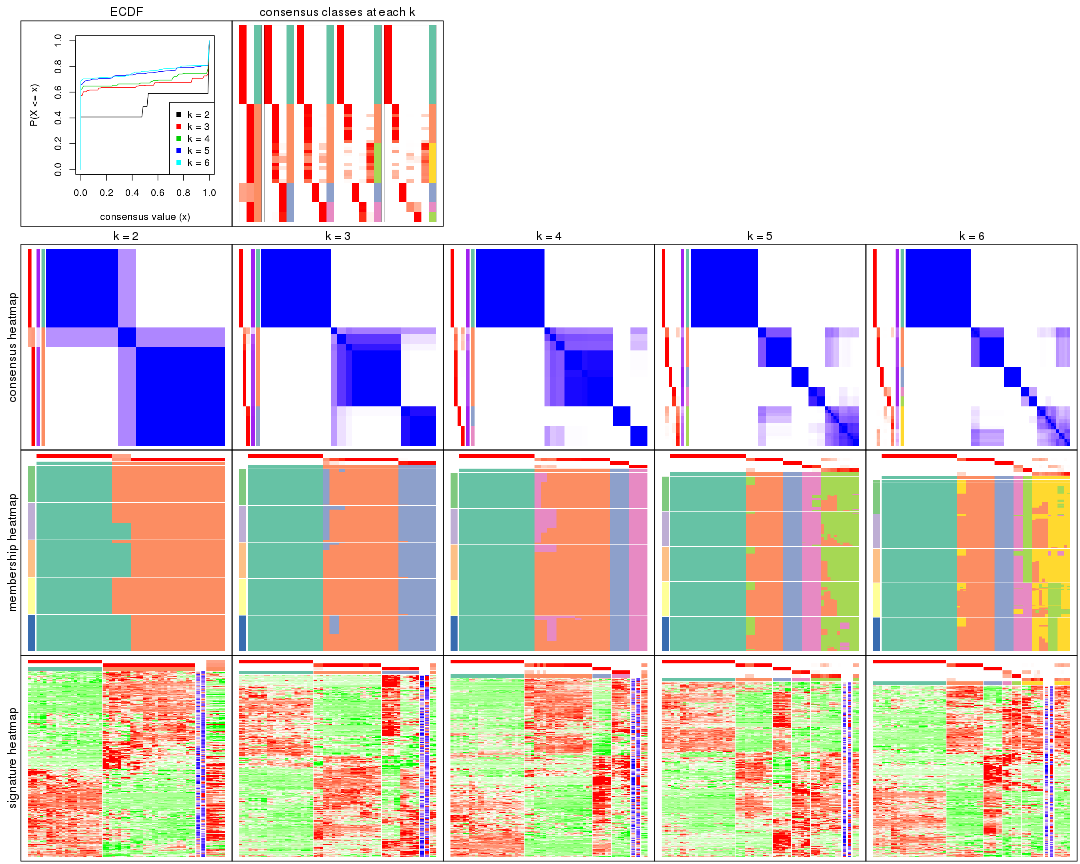 ECDF
consensus classes at each k
P(X <= x)
1.0
0.8
0.6
0.4
0.2
0.0
k = 2
k = 3
k = 4
k = 5
k = 6
0.0 0.2 0.4 0.6 0.8 1.0
consensus value (x)
k = 2
k = 3
k = 4
k = 5
k = 6
consensus heatmap
membership heatmap
signature heatmap